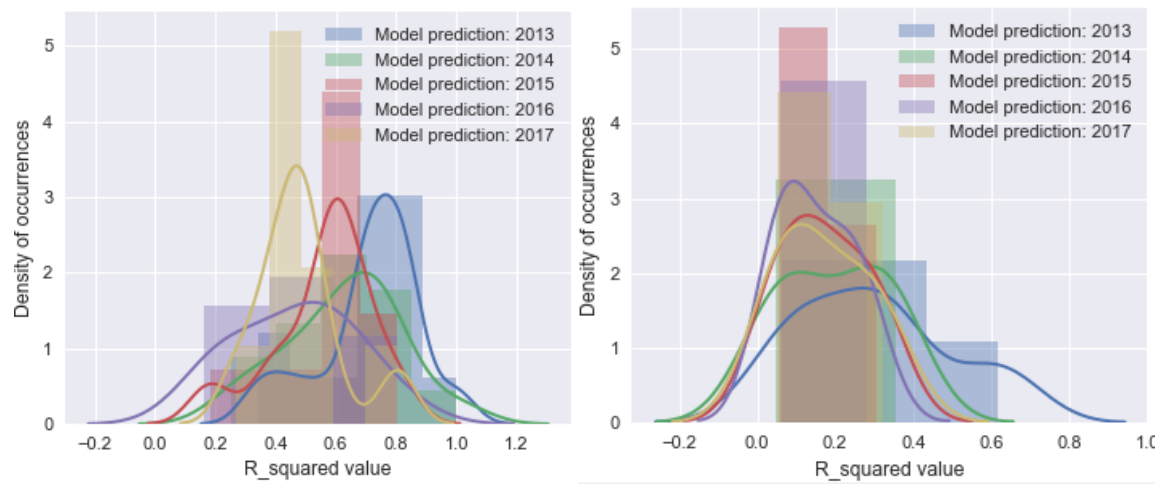 Model prediction: 2013
Model prediction: 2014
Model prediction: 2015
Model prediction: 2016
Model prediction: 2017
Density of occurrences
5
4
3
2
1
0
−0.2 0.0 0.2 0.4 0.6 0.8 1.0 1.2
R_squared value
Model prediction: 2013
Model prediction: 2014
Model prediction: 2015
Model prediction: 2016
Model prediction: 2017
Density of occurrences
5
4
3
2
1
0
−0.2 0.0 0.2 0.4 0.6 0.8 1.0
R_squared value